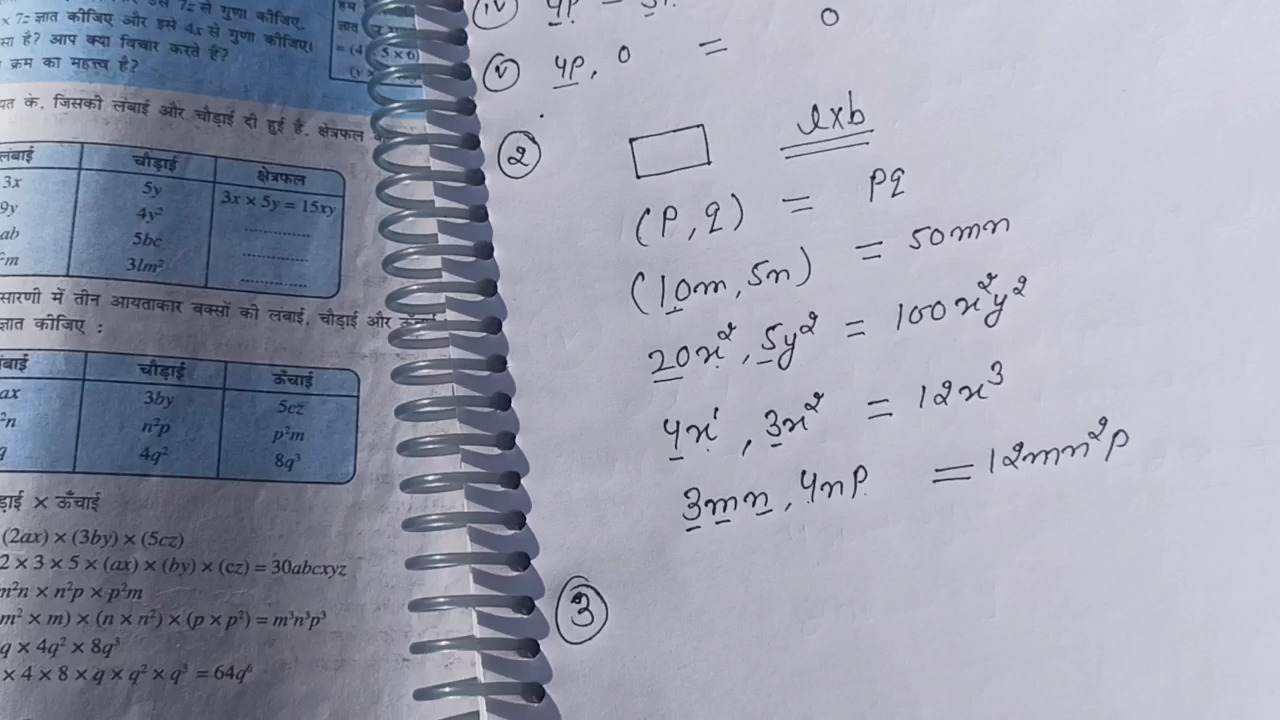 7z से गुणा कीजिए,
× 7z ज्ञात कीजिए और इसे 4x से गुणा कीजिए।
सा है? आप क्या विचार करते हैं?
क्रम का महत्त्व है?
यत के, जिसकी लंबाई और चौड़ाई दी हुई है, क्षेत्रफल
लंबाई चौड़ाई क्षेत्रफल
3x 5y 3x × 5y = 15xy
9y 4y² ..............
ab 5bc ..............
m 3lm² ..............
सारणी में तीन आयताकार बक्सों की लंबाई, चौड़ाई और
ज्ञात कीजिए :
बाई चौड़ाई ऊँचाई
ax 3by 5cz
²n n²p p²m
q 4q² 8q³
ड़ाई × ऊँचाई
(2ax) × (3by) × (5cz)
2 × 3 × 5 × (ax) × (by) × (cz) = 30abcxyz
m²n × n²p × p²m
m² × m) × (n × n²) × (p × p²) = m³n³p³
q × 4q² × 8q³
× 4 × 8 × q × q² × q³ = 64q⁶
(v) 4p, 0 = 0
(2) l×b
(p, q) = pq
(10m, 5n) = 50mn
20x², 5y² = 100x²y²
4x¹, 3x² = 12x³
3mn, 4np = 12mn²p
(3)